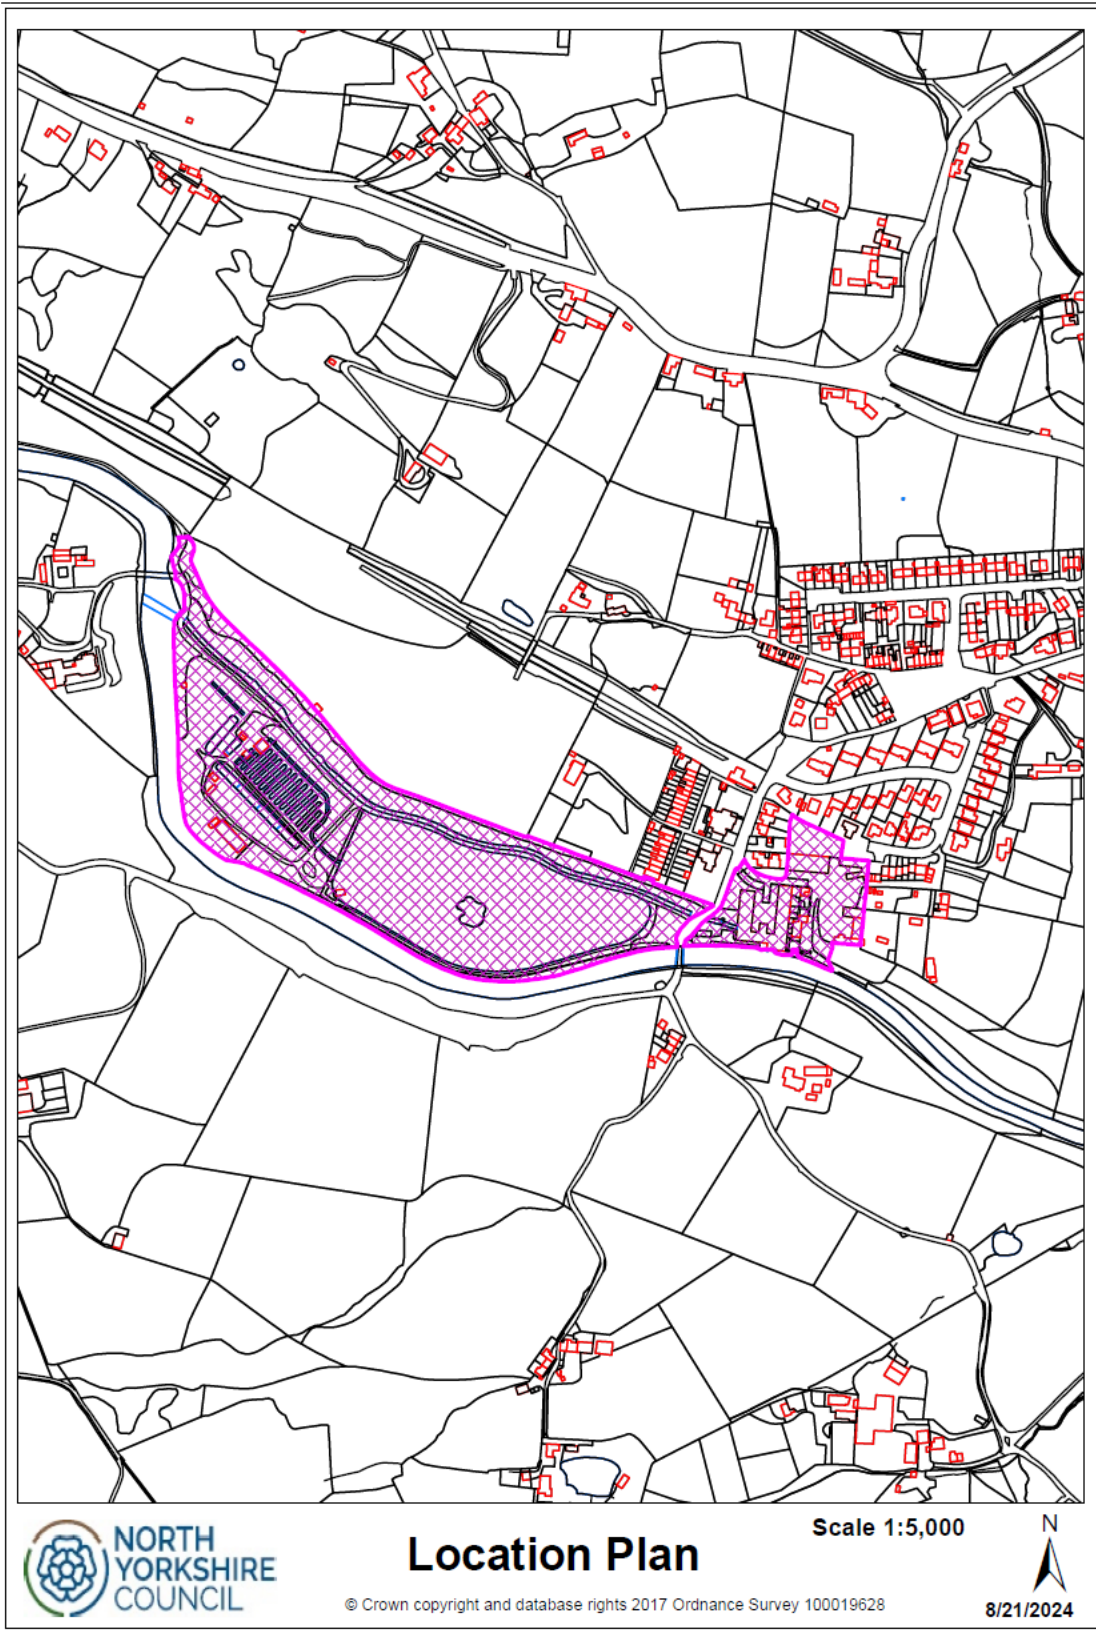 NORTH
YORKSHIRE
COUNCIL
Location Plan
© Crown copyright and database rights 2017 Ordnance Survey 100019628
Scale 1:5,000
N
8/21/2024